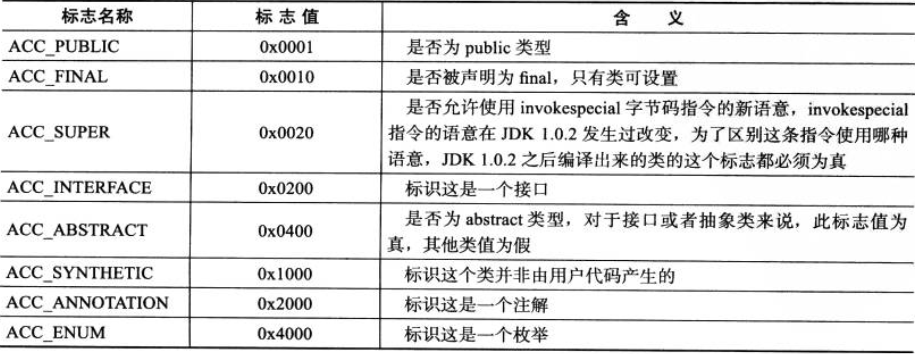 标志名称 标 志 值 含 义
ACC_PUBLIC 0x0001 是否为 public 类型
ACC_FINAL 0x0010 是否被声明为 final，只有类可设置
ACC_SUPER 0x0020 是否允许使用 invokespecial 字节码指令的新语意，invokespecial
指令的语意在 JDK 1.0.2 发生过改变，为了区别这条指令使用哪种
语意，JDK 1.0.2 之后编译出来的类的这个标志都必须为真
ACC_INTERFACE 0x0200 标识这是一个接口
ACC_ABSTRACT 0x0400 是否为 abstract 类型，对于接口或者抽象类来说，此标志值为
真，其他类值为假
ACC_SYNTHETIC 0x1000 标识这个类并非由用户代码产生的
ACC_ANNOTATION 0x2000 标识这是一个注解
ACC_ENUM 0x4000 标识这是一个枚举